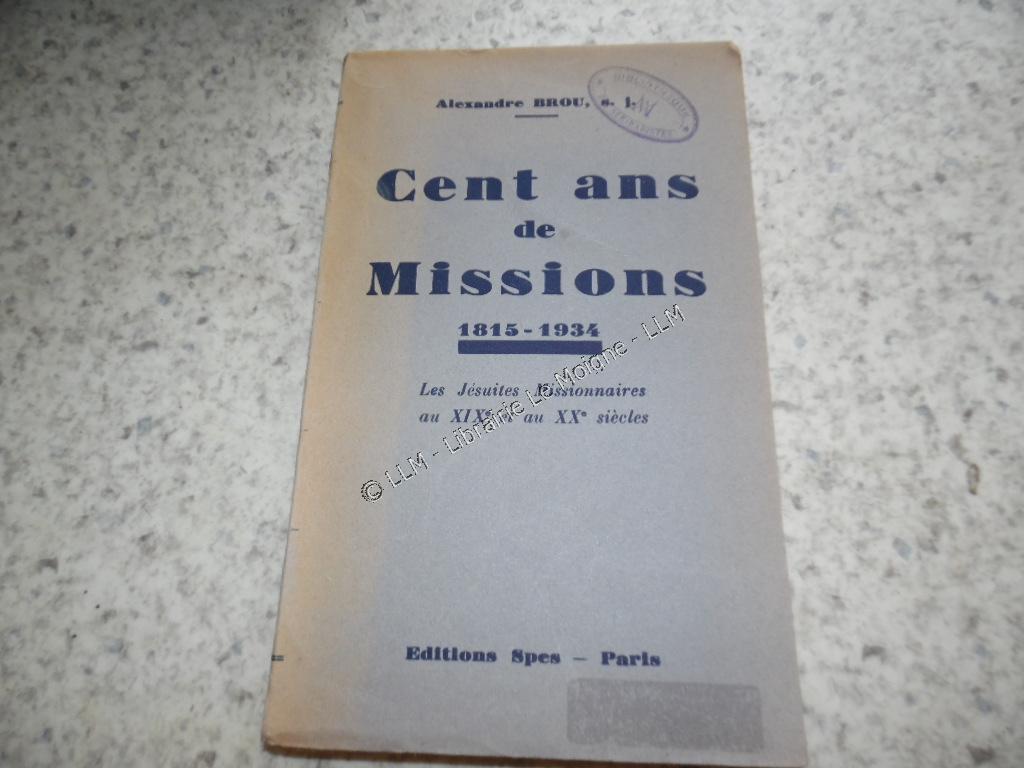 Alexandre BROU, s. j.
Cent ans
de
Missions
1815-1934
Les Jésuites Missionnaires
au XIXe et au XXe siècles
© LLM - Librairie Le Moigne - LLM
Editions Spes - Paris